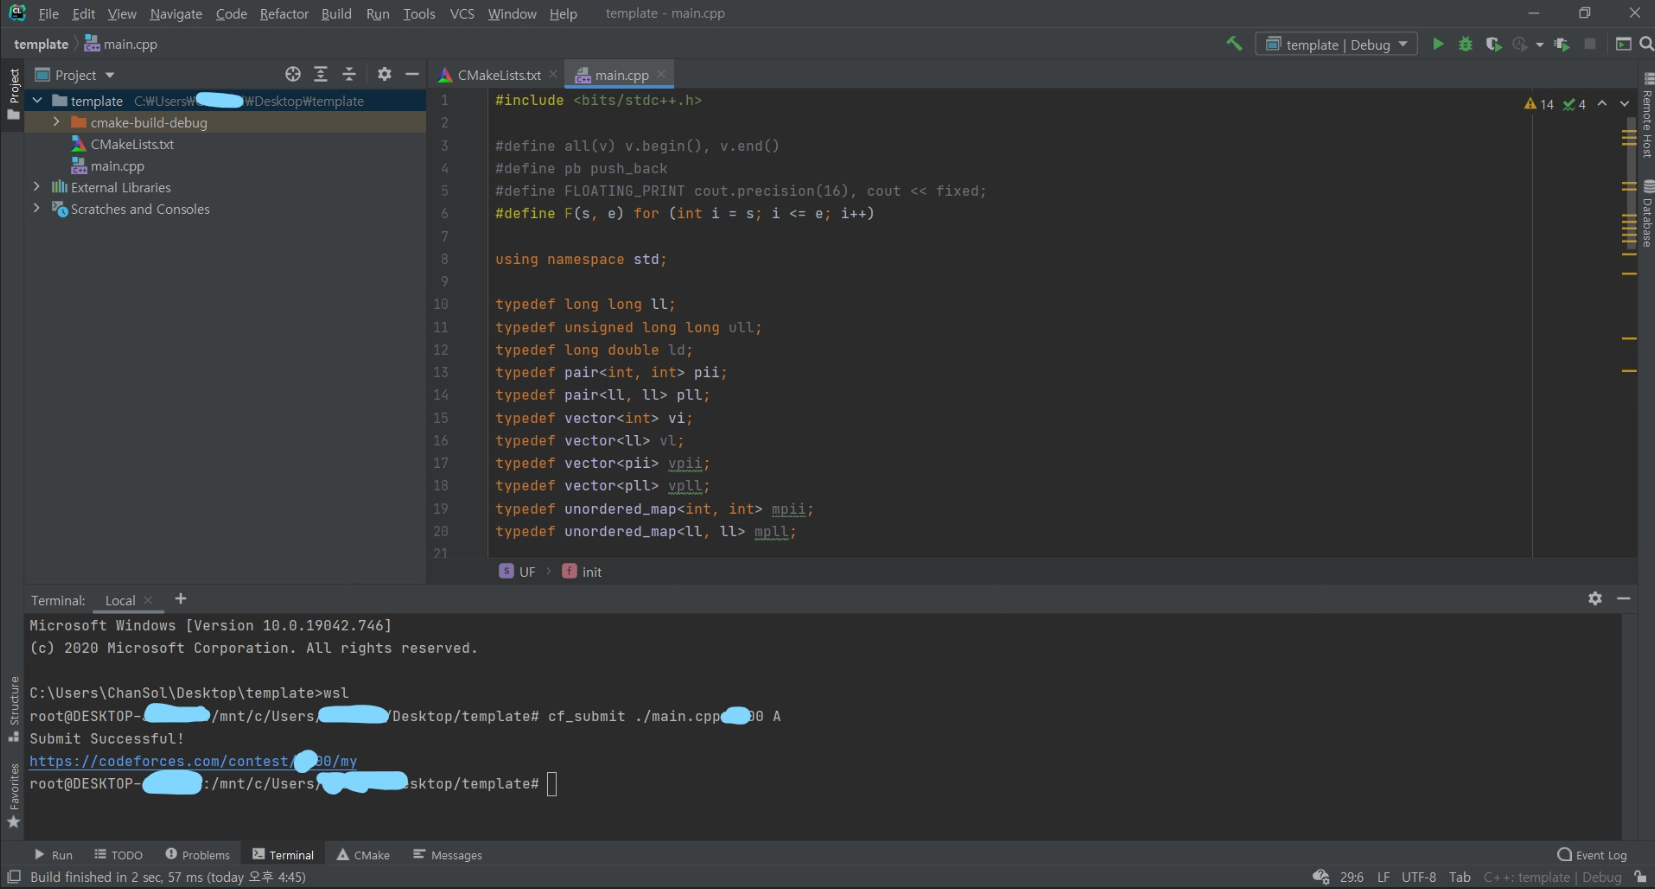 File Edit View Navigate Code Refactor Build Run Tools VCS Window Help template - main.cpp
template main.cpp
template | Debug
Project
Project
CMakeLists.txt
main.cpp
template C:₩Users₩ ₩Desktop₩template
cmake-build-debug
CMakeLists.txt
main.cpp
External Libraries
Scratches and Consoles
1 #include <bits/stdc++.h>
2
3 #define all(v) v.begin(), v.end()
4 #define pb push_back
5 #define FLOATING_PRINT cout.precision(16), cout << fixed;
6 #define F(s, e) for (int i = s; i <= e; i++)
7
8 using namespace std;
9
10 typedef long long ll;
11 typedef unsigned long long ull;
12 typedef long double ld;
13 typedef pair<int, int> pii;
14 typedef pair<ll, ll> pll;
15 typedef vector<int> vi;
16 typedef vector<ll> vl;
17 typedef vector<pii> vpii;
18 typedef vector<pll> vpll;
19 typedef unordered_map<int, int> mpii;
20 typedef unordered_map<ll, ll> mpll;
21
14 4
Remote Host
Database
UF init
Terminal: Local
Microsoft Windows [Version 10.0.19042.746]
(c) 2020 Microsoft Corporation. All rights reserved.
C:\Users\ChanSol\Desktop\template>wsl
root@DESKTOP- /mnt/c/Users/ /Desktop/template# cf_submit ./main.cpp 00 A
Submit Successful!
https://codeforces.com/contest/ 00/my
root@DESKTOP- :/mnt/c/Users/ esktop/template#
Structure
Favorites
Run TODO Problems Terminal CMake Messages
Event Log
Build finished in 2 sec, 57 ms (today 오후 4:45)
29:6 LF UTF-8 Tab C++: template | Debug